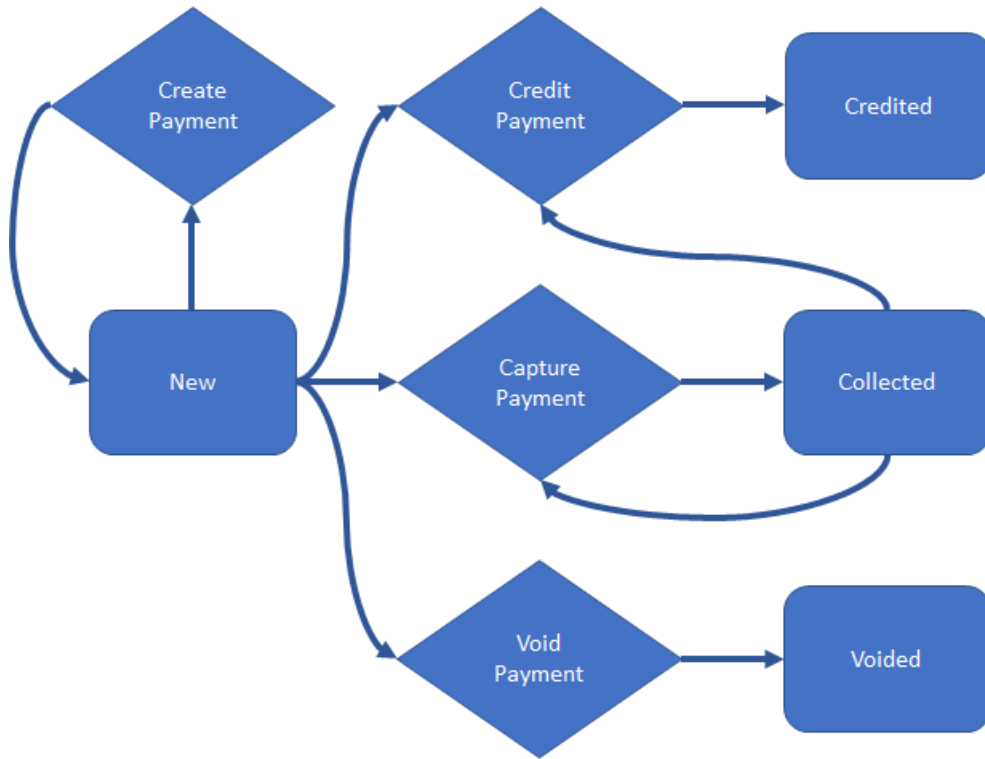 Create
Payment
Credit
Payment
Credited
New
Capture
Payment
Collected
Void
Payment
Voided